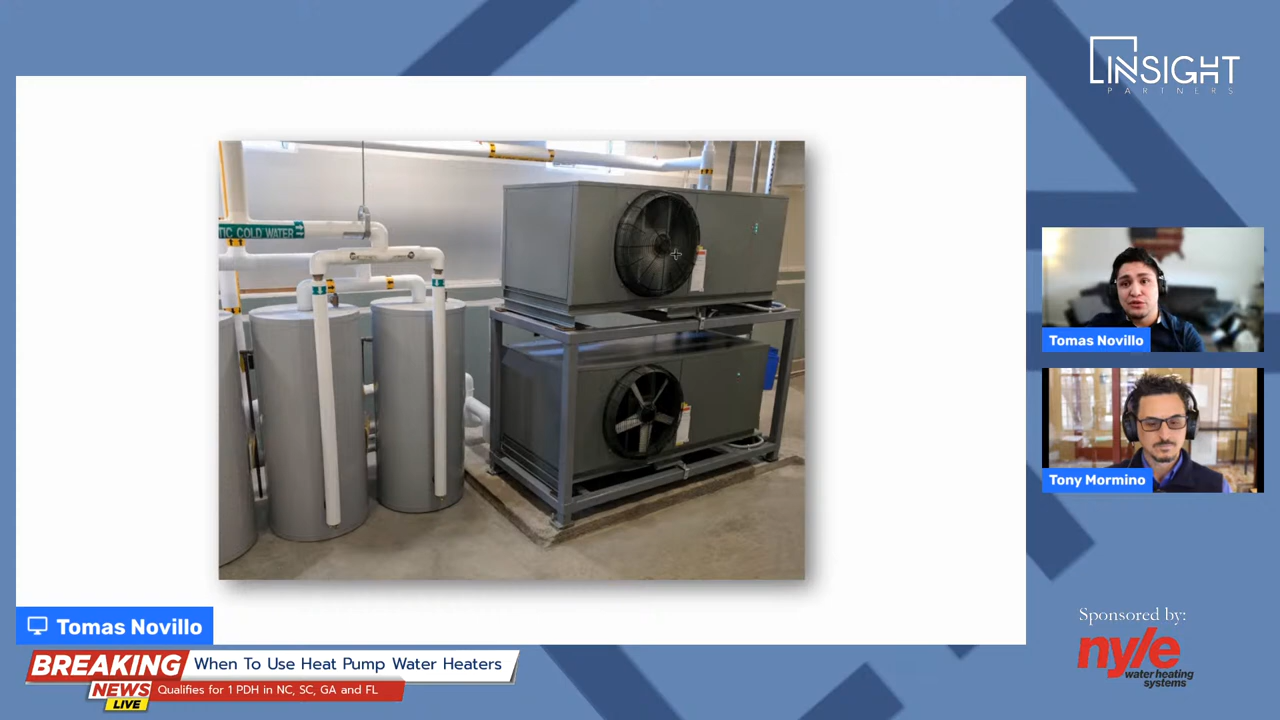 INSIGHT
PARTNERS
TIC COLD WATER
Tomas Novillo
Tony Mormino
Tomas Novillo
BREAKING
NEWS
LIVE
When To Use Heat Pump Water Heaters
Qualifies for 1 PDH in NC, SC, GA and FL
Sponsored by:
nyle
water heating
systems